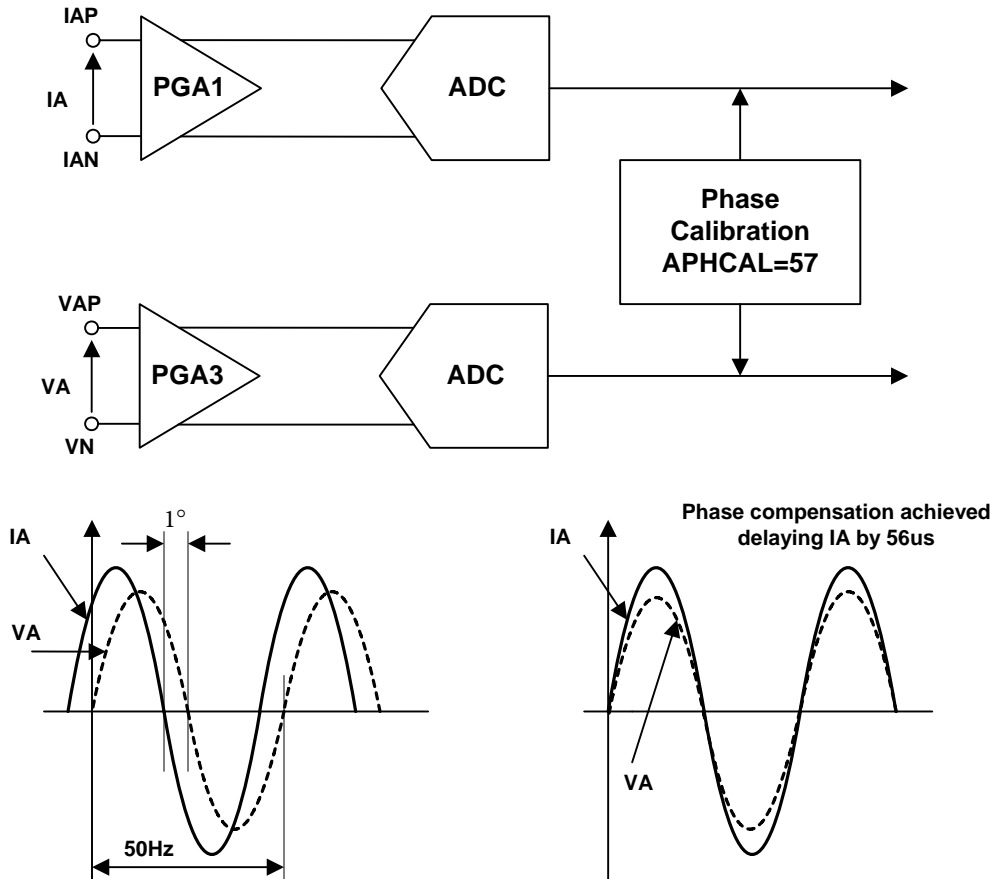 IAP
IA
IAN
PGA1
ADC
Phase
Calibration
APHCAL=57
VAP
VA
VN
PGA3
ADC
1°
IA
VA
50Hz
Phase compensation achieved
delaying IA by 56us
IA
VA